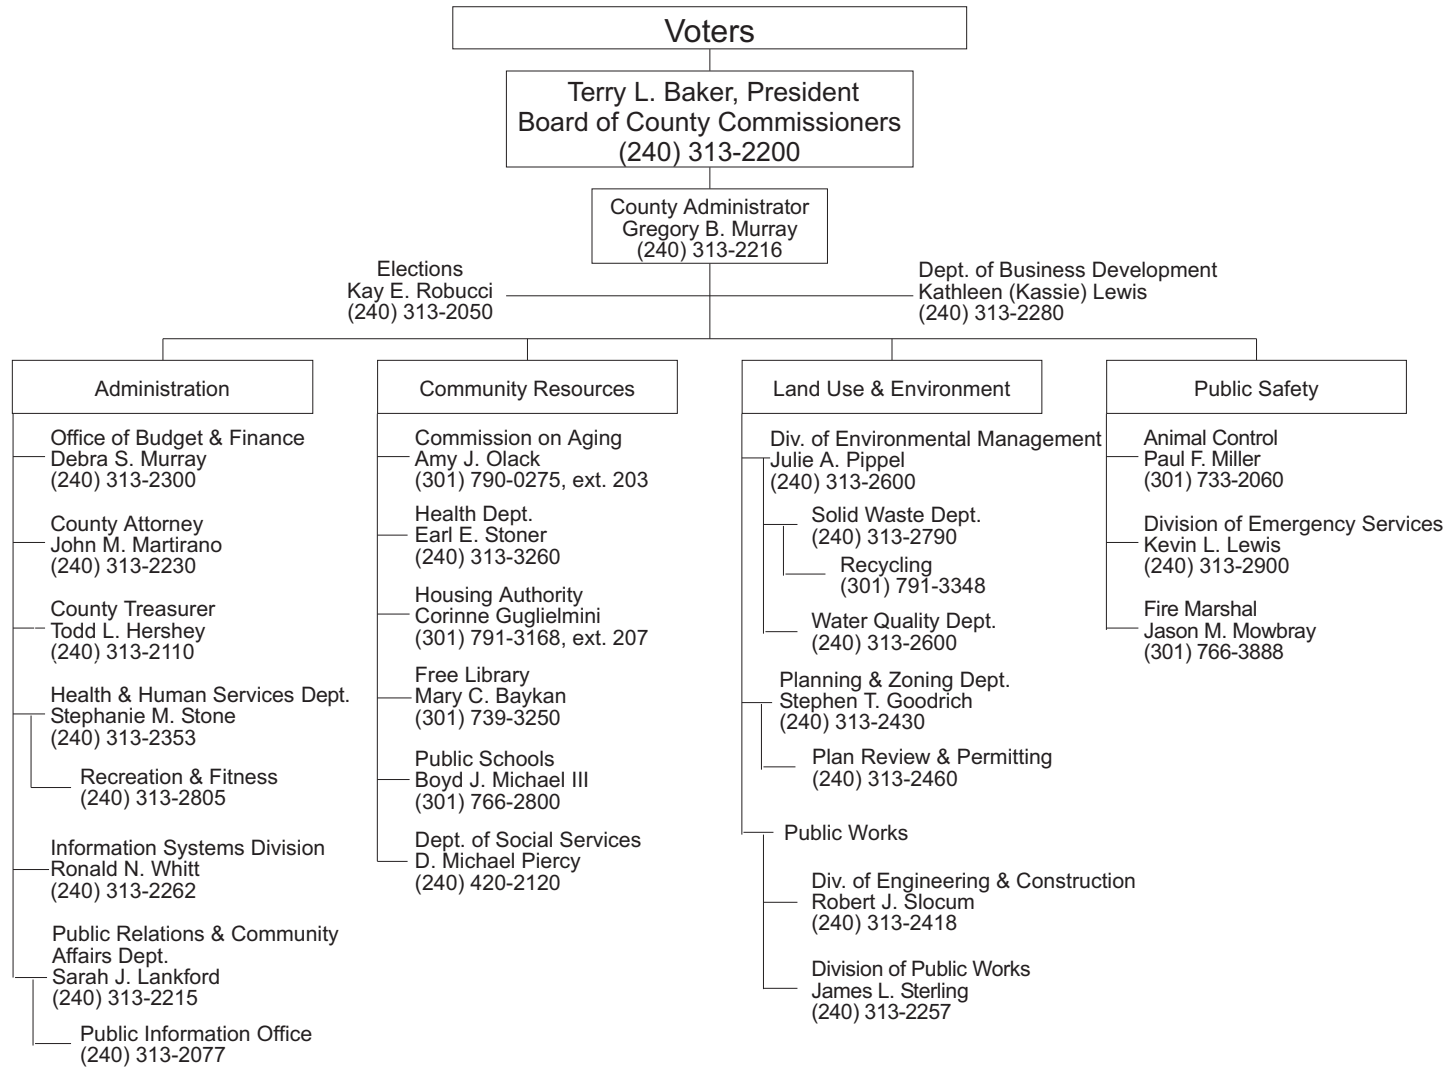 Voters
Terry L. Baker, President
Board of County Commissioners
(240) 313-2200
County Administrator
Gregory B. Murray
(240) 313-2216
Elections
Kay E. Robucci
(240) 313-2050
Dept. of Business Development
Kathleen (Kassie) Lewis
(240) 313-2280
Administration
Office of Budget & Finance
Debra S. Murray
(240) 313-2300
County Attorney
John M. Martirano
(240) 313-2230
County Treasurer
Todd L. Hershey
(240) 313-2110
Health & Human Services Dept.
Stephanie M. Stone
(240) 313-2353
Recreation & Fitness
(240) 313-2805
Information Systems Division
Ronald N. Whitt
(240) 313-2262
Public Relations & Community
Affairs Dept.
Sarah J. Lankford
(240) 313-2215
Public Information Office
(240) 313-2077
Community Resources
Commission on Aging
Amy J. Olack
(301) 790-0275, ext. 203
Health Dept.
Earl E. Stoner
(240) 313-3260
Housing Authority
Corinne Guglielmini
(301) 791-3168, ext. 207
Free Library
Mary C. Baykan
(301) 739-3250
Public Schools
Boyd J. Michael III
(301) 766-2800
Dept. of Social Services
D. Michael Piercy
(240) 420-2120
Land Use & Environment
Div. of Environmental Management
Julie A. Pippel
(240) 313-2600
Solid Waste Dept.
(240) 313-2790
Recycling
(301) 791-3348
Water Quality Dept.
(240) 313-2600
Planning & Zoning Dept.
Stephen T. Goodrich
(240) 313-2430
Plan Review & Permitting
(240) 313-2460
Public Works
Div. of Engineering & Construction
Robert J. Slocum
(240) 313-2418
Division of Public Works
James L. Sterling
(240) 313-2257
Public Safety
Animal Control
Paul F. Miller
(301) 733-2060
Division of Emergency Services
Kevin L. Lewis
(240) 313-2900
Fire Marshal
Jason M. Mowbray
(301) 766-3888